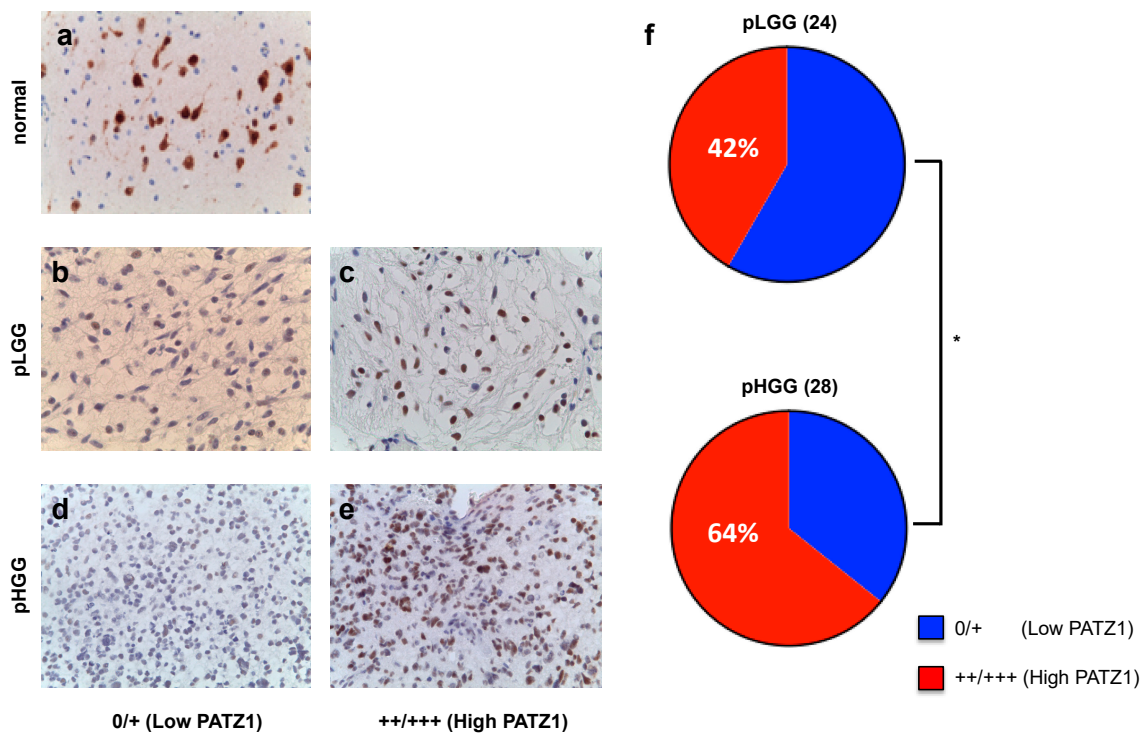 a
normal
b
c
pLGG
d
e
pHGG
0/+ (Low PATZ1)
++/+++ (High PATZ1)
f
pLGG (24)
42%
*
pHGG (28)
64%
0/+ (Low PATZ1)
++/+++ (High PATZ1)